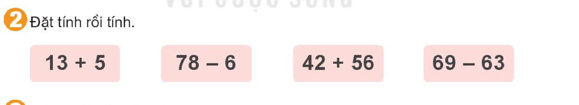 2 Đặt tính rồi tính.
13 + 5 78 – 6 42 + 56 69 – 63